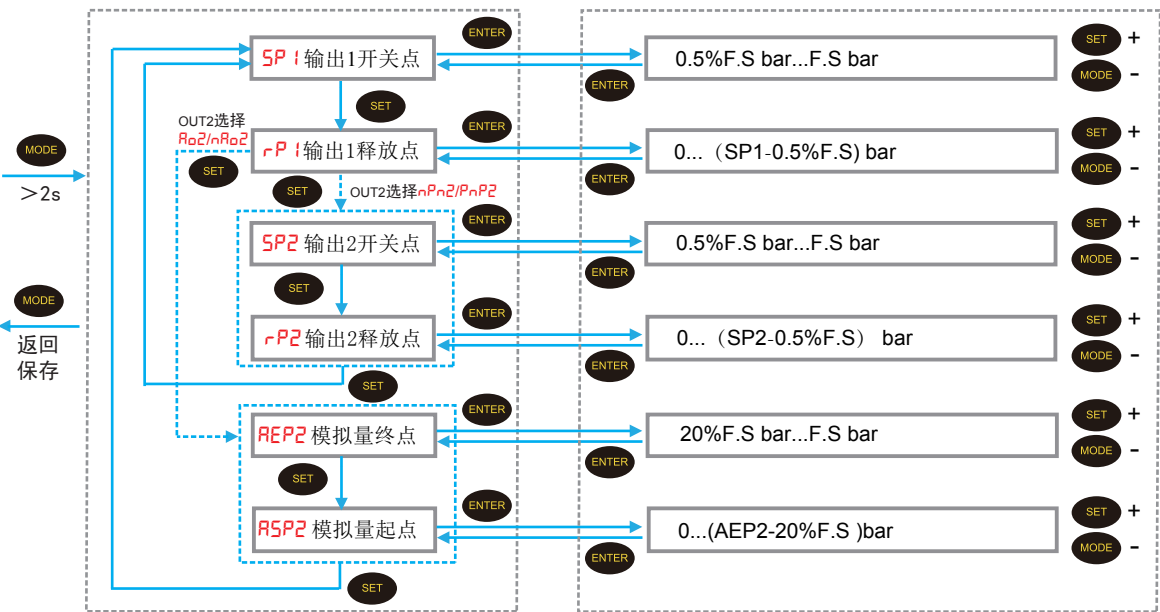 ENTER
SP1 输出1开关点
0.5%F.S bar...F.S bar
SET +
MODE -
ENTER
SET
OUT2选择
Ao2/nAo2
MODE
>2s
SET
ENTER
rP1 输出1释放点
0...（SP1-0.5%F.S) bar
SET +
MODE -
ENTER
SET
OUT2选择nPn2/PnP2
ENTER
SP2 输出2开关点
0.5%F.S bar...F.S bar
SET +
MODE -
ENTER
SET
MODE
返回
保存
ENTER
rP2 输出2释放点
0...（SP2-0.5%F.S） bar
SET +
MODE -
ENTER
SET
ENTER
AEP2 模拟量终点
20%F.S bar...F.S bar
SET +
MODE -
ENTER
SET
ENTER
ASP2 模拟量起点
0...(AEP2-20%F.S )bar
SET +
MODE -
ENTER
SET